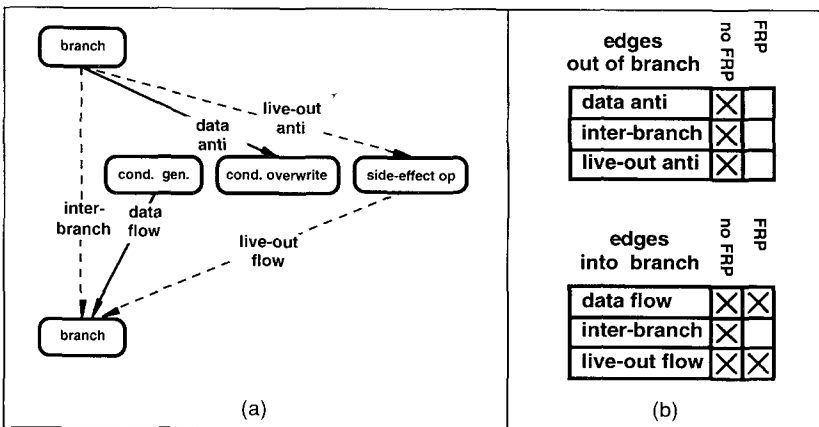 branch
live-out
anti
data
anti
cond. gen.
cond. overwrite
side-effect op
inter-
branch
data
flow
live-out
flow
branch
(a)
edges
out of branch
no FRP
FRP
data anti
inter-branch
live-out anti
edges
into branch
no FRP
FRP
data flow
inter-branch
live-out flow
(b)